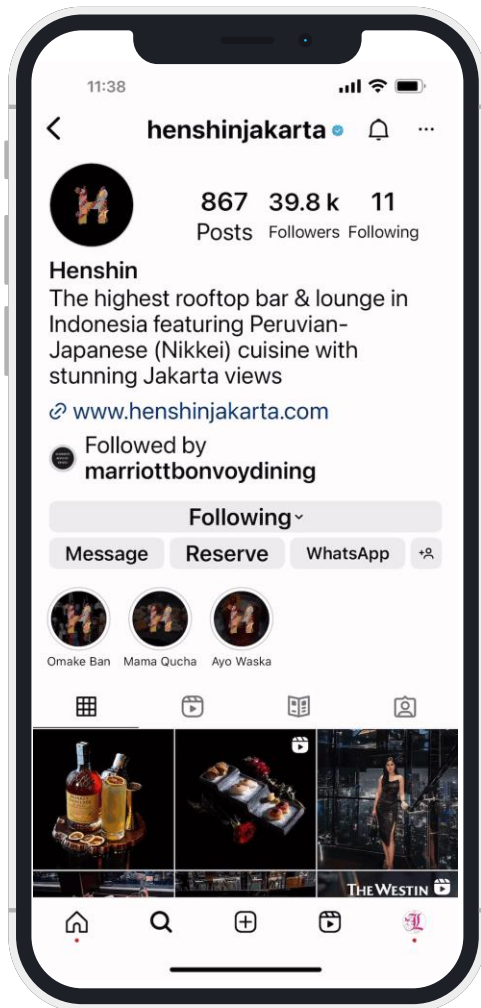 11:38
henshinjakarta
867 39.8 k 11
Posts Followers Following
Henshin
The highest rooftop bar & lounge in
Indonesia featuring Peruvian-
Japanese (Nikkei) cuisine with
stunning Jakarta views
www.henshinjakarta.com
Followed by
marriottbonvoydining
Following
Message Reserve WhatsApp
Omake Ban Mama Qucha Ayo Waska
THE WESTIN